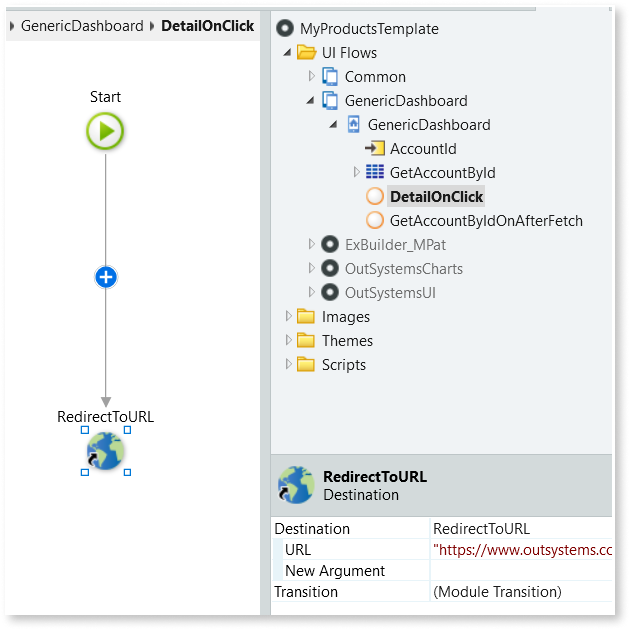 GenericDashboard DetailOnClick
Start
RedirectToURL
MyProductsTemplate
UI Flows
Common
GenericDashboard
GenericDashboard
AccountId
GetAccountById
DetailOnClick
GetAccountByIdOnAfterFetch
ExBuilder_MPat
OutSystemsCharts
OutSystemsUI
Images
Themes
Scripts
RedirectToURL
Destination
Destination RedirectToURL
URL "https://www.outsystems.cc
New Argument
Transition (Module Transition)